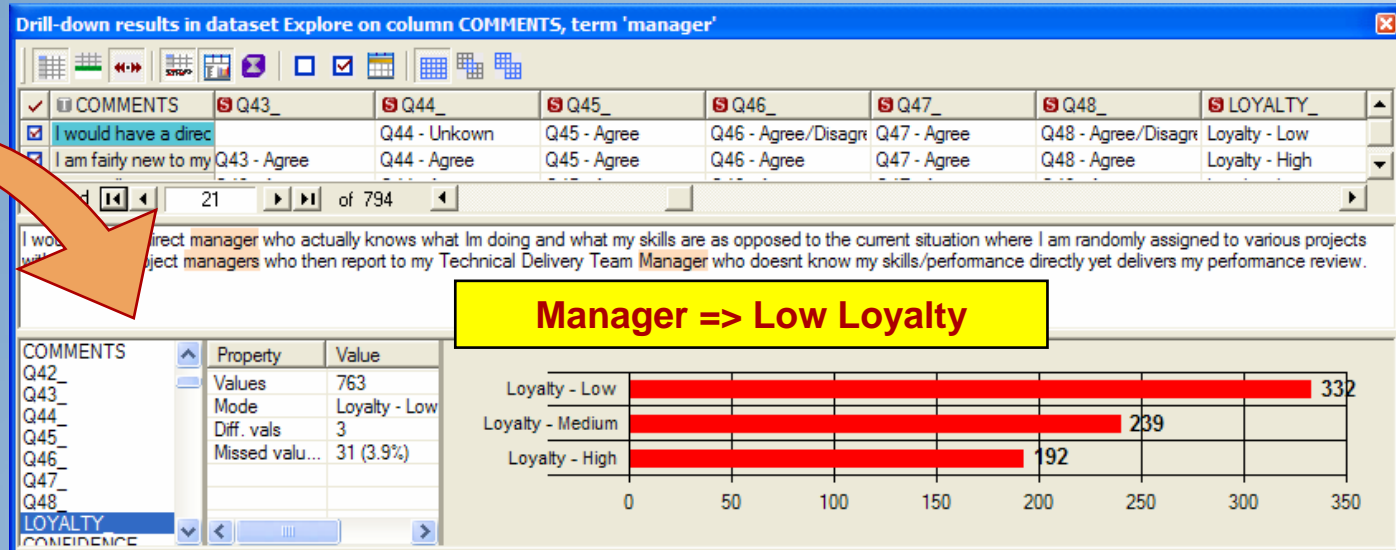 Drill-down results in dataset Explore on column COMMENTS, term 'manager'
COMMENTS Q43_ Q44_ Q45_ Q46_ Q47_ Q48_ LOYALTY_
I would have a direc Q44 - Unkown Q45 - Agree Q46 - Agree/Disagre Q47 - Agree Q48 - Agree/Disagre Loyalty - Low
I am fairly new to my Q43 - Agree Q44 - Agree Q45 - Agree Q46 - Agree Q47 - Agree Q48 - Agree Loyalty - High
21 of 794
I manager who actually knows what Im doing and what my skills are as opposed to the current situation where I am randomly assigned to various projects
managers who then report to my Technical Delivery Team Manager who doesnt know my skills/performance directly yet delivers my performance review.
Manager => Low Loyalty
COMMENTS
Q42_
Q43_
Q44_
Q45_
Q46_
Q47_
Q48_
LOYALTY_
CONFIDENCE
Property Value
Values 763
Mode Loyalty - Low
Diff. vals 3
Missed valu... 31 (3.9%)
Loyalty - Low 332
Loyalty - Medium 239
Loyalty - High 192
0 50 100 150 200 250 300 350